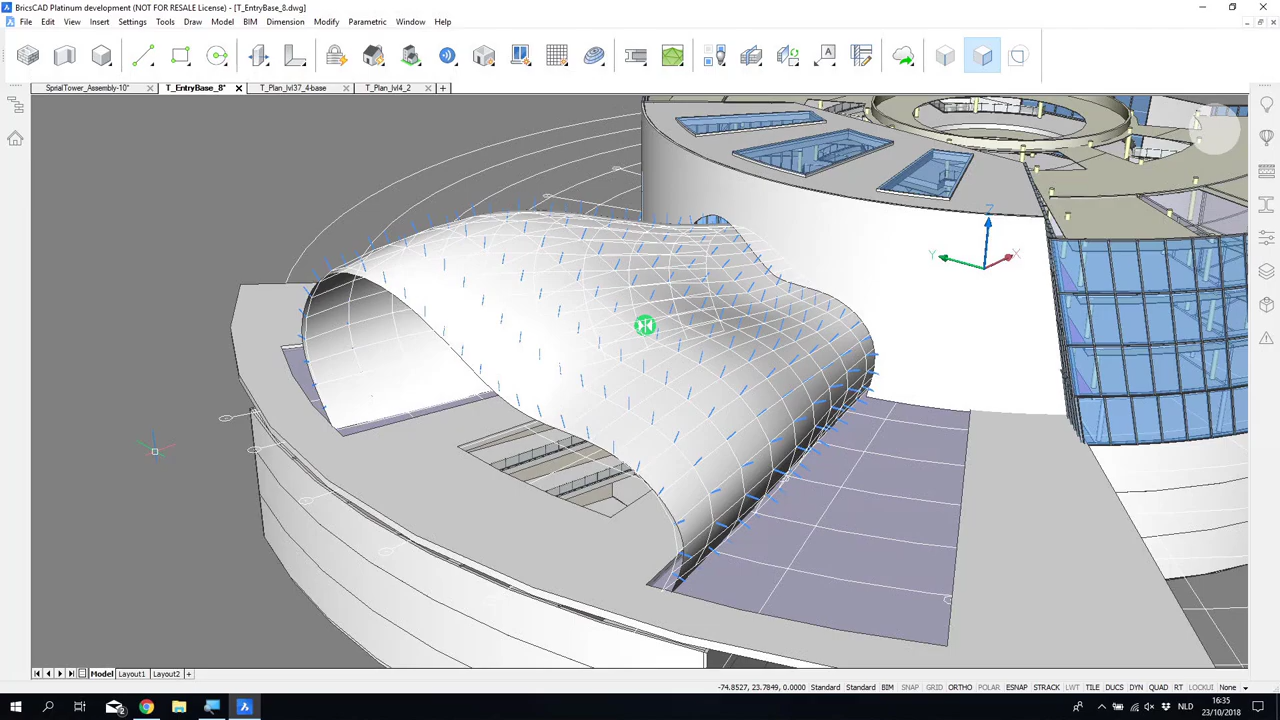 BricsCAD Platinum development (NOT FOR RESALE License) - [T_EntryBase_8.dwg]
File Edit View Insert Settings Tools Draw Model BIM Dimension Modify Parametric Window Help
SprialTower_Assembly-10* T_EntryBase_8* T_Plan_lvl37_4-base T_Plan_lvl4_2
Z
Y X
Model Layout1 Layout2
-74.8527, 23.7849, 0.0000 Standard Standard BIM SNAP GRID ORTHO POLAR ESNAP STRACK LWT TILE DUCS DYN QUAD RT LOCKUI None
NLD 16:35
23/10/2018